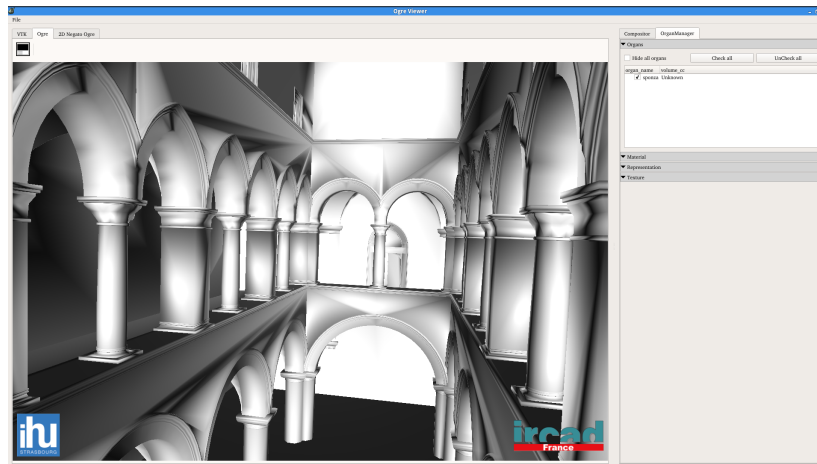 Ogre Viewer
File
VTK Ogre 2D Negato Ogre
Compositor OrganManager
Organs
Hide all organs Check all UnCheck all
organ_name volume_cc
sponza Unknown
Material
Representation
Texture
ihu
STRASBOURG
ircad
France